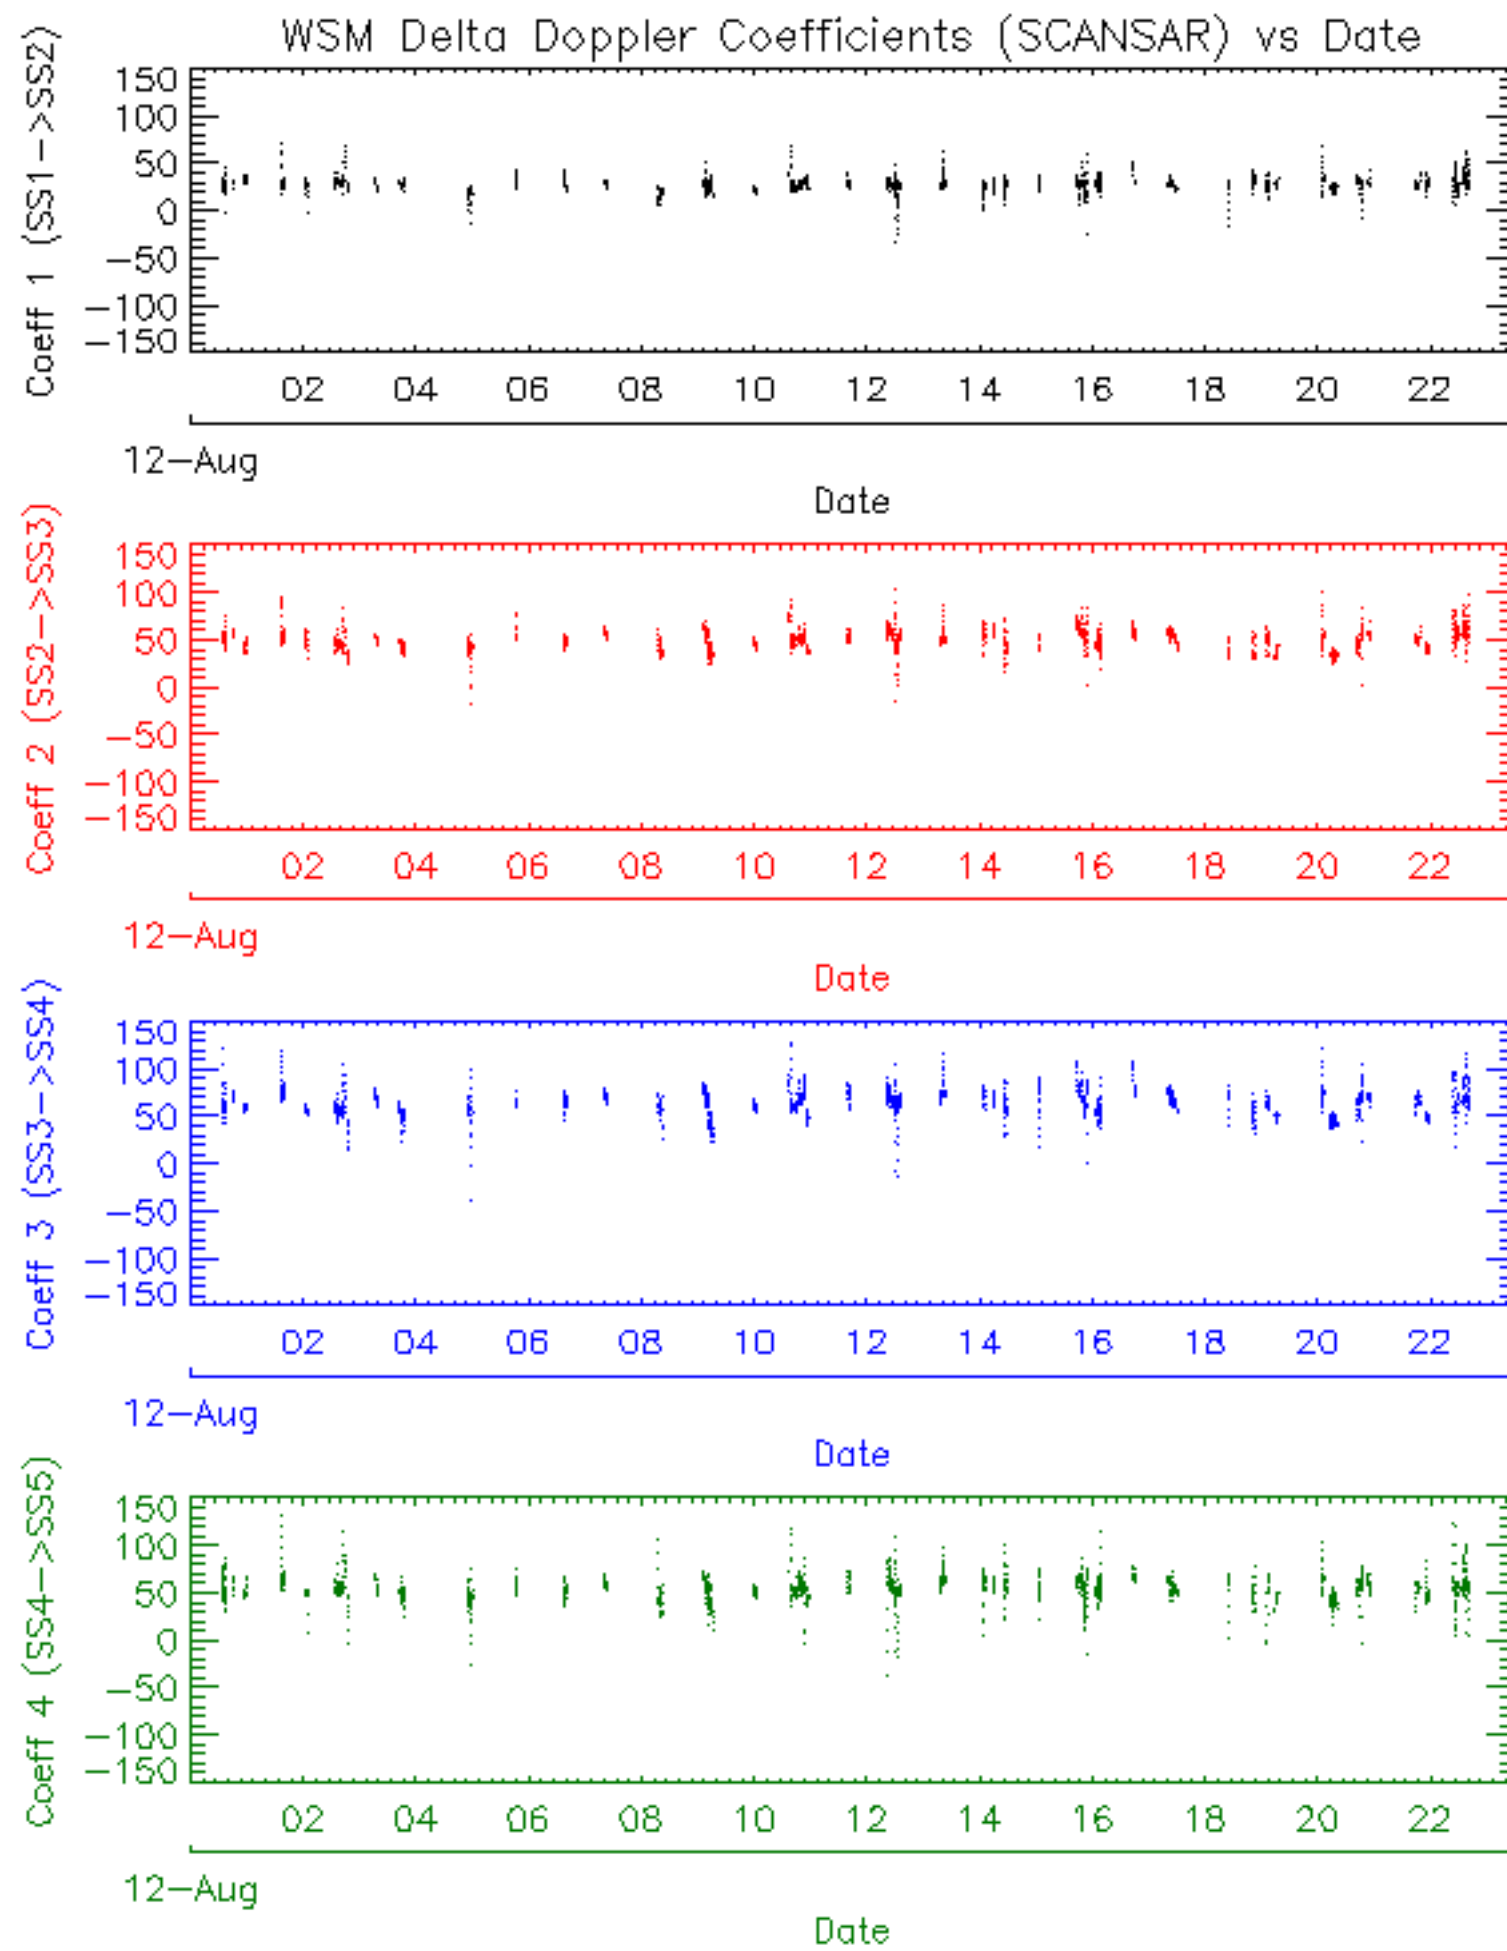 WSM Delta Doppler Coefficients (SCANSAR) vs Date
Coeff 1 (SS1->SS2)
150
100
50
0
-50
-100
-150
02 04 06 08 10 12 14 16 18 20 22
12-Aug
Date
Coeff 2 (SS2->SS3)
150
100
50
0
-50
-100
-150
02 04 06 08 10 12 14 16 18 20 22
12-Aug
Date
Coeff 3 (SS3->SS4)
150
100
50
0
-50
-100
-150
02 04 06 08 10 12 14 16 18 20 22
12-Aug
Date
Coeff 4 (SS4->SS5)
150
100
50
0
-50
-100
-150
02 04 06 08 10 12 14 16 18 20 22
12-Aug
Date